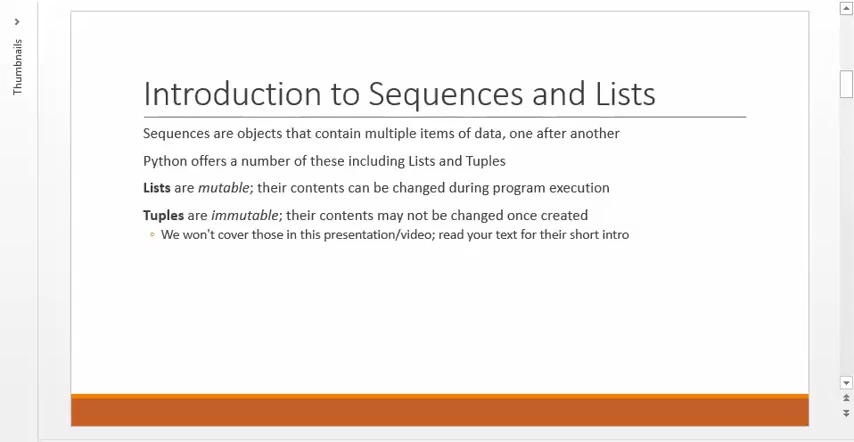 Thumbnails
Introduction to Sequences and Lists
Sequences are objects that contain multiple items of data, one after another
Python offers a number of these including Lists and Tuples
Lists are mutable; their contents can be changed during program execution
Tuples are immutable; their contents may not be changed once created
We won't cover those in this presentation/video; read your text for their short intro